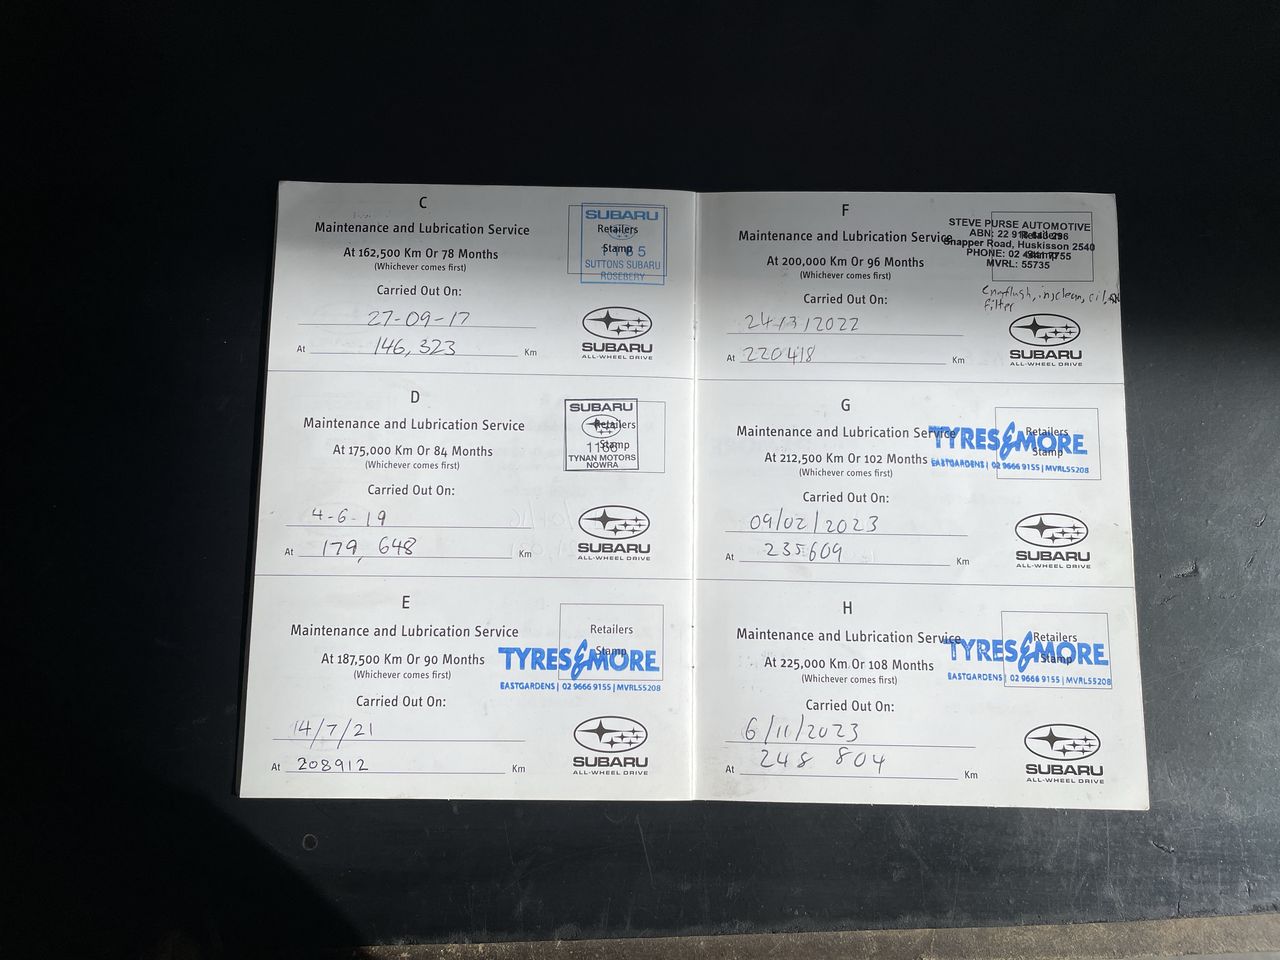 C
Maintenance and Lubrication Service
At 162,500 Km Or 78 Months
(Whichever comes first)
Carried Out On:
27-09-17
At 146,323 Km
SUBARU
Retailers
Stamp
SUTTONS SUBARU
ROSEBERY
SUBARU
ALL-WHEEL DRIVE
D
Maintenance and Lubrication Service
At 175,000 Km Or 84 Months
(Whichever comes first)
Carried Out On:
4-6-19
At 179,648 Km
SUBARU
Retailers
Stamp
TYNAN MOTORS
NOWRA
SUBARU
ALL-WHEEL DRIVE
E
Maintenance and Lubrication Service
At 187,500 Km Or 90 Months
(Whichever comes first)
Carried Out On:
14/7/21
At 208912 Km
Retailers
Stamp
TYRES&MORE
EASTGARDENS | 02 9666 9155 | MVRL55208
SUBARU
ALL-WHEEL DRIVE
F
Maintenance and Lubrication Service
At 200,000 Km Or 96 Months
(Whichever comes first)
Carried Out On:
24/3/2022
At 220418 Km
STEVE PURSE AUTOMOTIVE
ABN: 22
Retailers
Snapper Road, Huskisson 2540
PHONE: 02
Stamp
MVRL: 55735
oil,
Filter
SUBARU
ALL-WHEEL DRIVE
G
Maintenance and Lubrication Service
At 212,500 Km Or 102 Months
(Whichever comes first)
Carried Out On:
09/02/2023
At 235609 Km
Retailers
Stamp
TYRES&MORE
EASTGARDENS | 02 9666 9155 | MVRL55208
SUBARU
ALL-WHEEL DRIVE
H
Maintenance and Lubrication Service
At 225,000 Km Or 108 Months
(Whichever comes first)
Carried Out On:
6/11/2023
At 248 804 Km
Retailers
Stamp
TYRES&MORE
EASTGARDENS | 02 9666 9155 | MVRL55208
SUBARU
ALL-WHEEL DRIVE